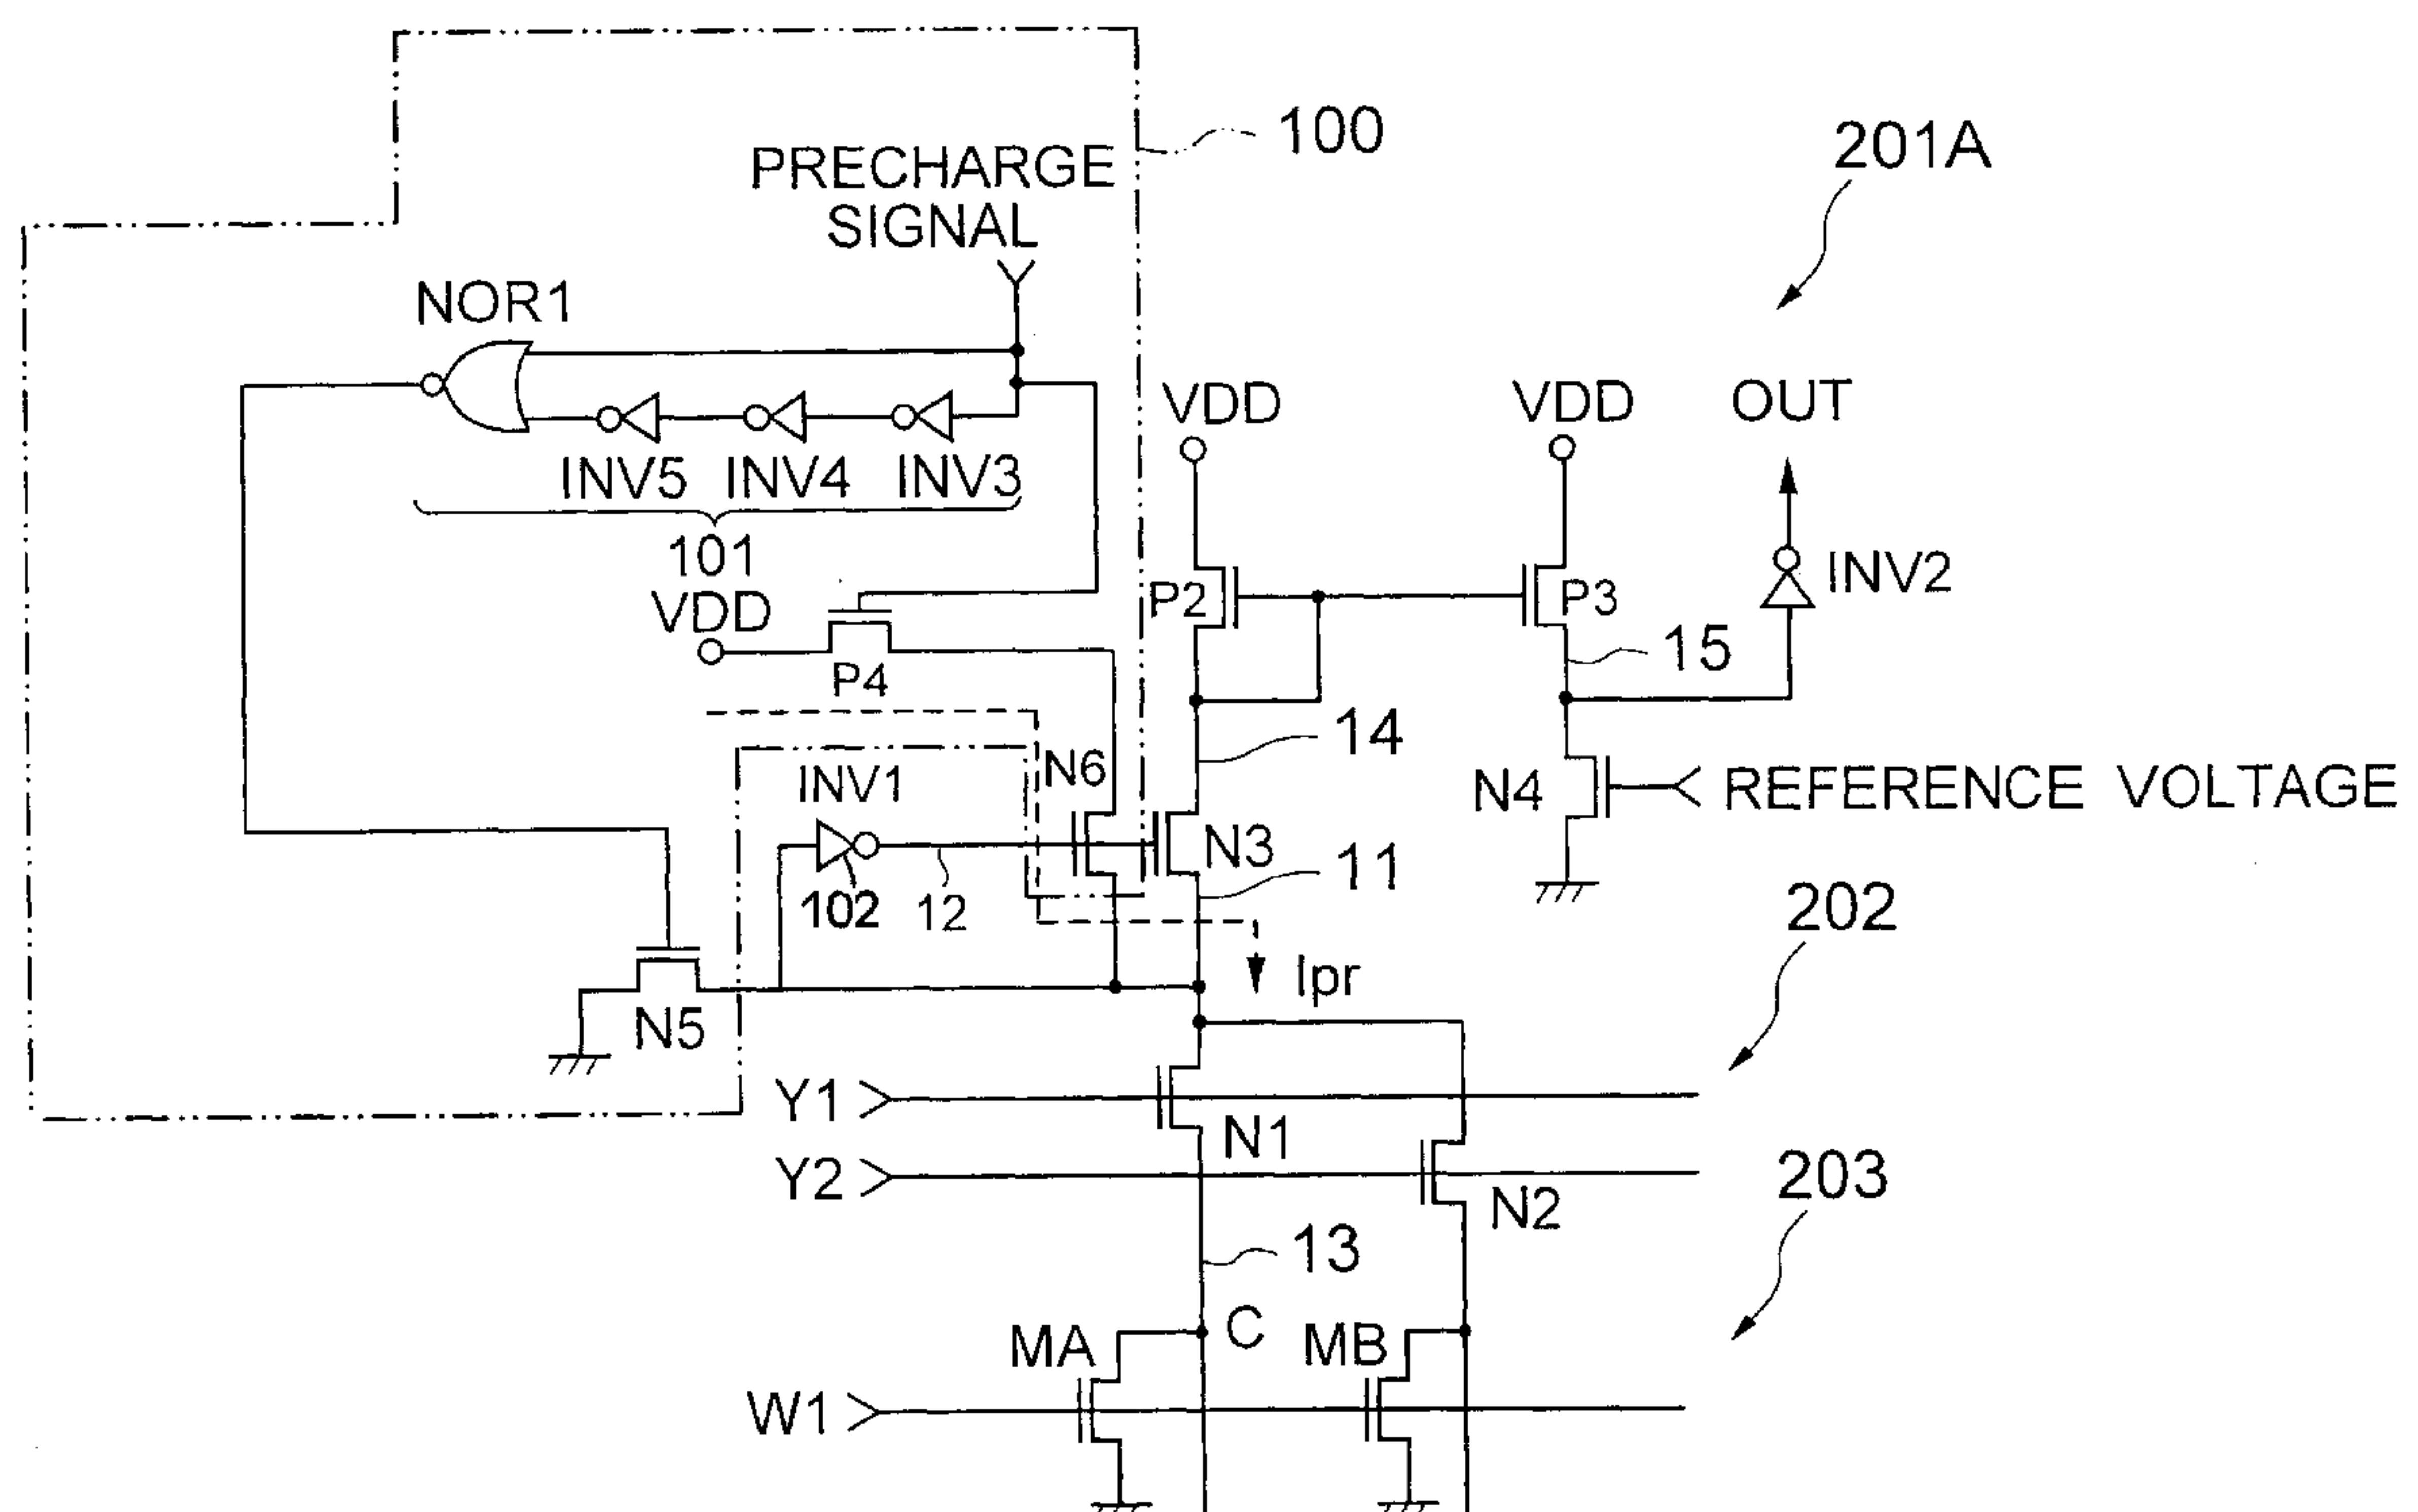 100
201A
PRECHARGE
SIGNAL
NOR1
VDD
VDD
OUT
INV5
INV4
INV3
101
INV2
VDD
P2
P3
15
P4
14
N6
INV1
N4
REFERENCE VOLTAGE
N3
11
102
12
202
Ipr
N5
Y1
N1
Y2
N2
203
13
C
MA
MB
W1